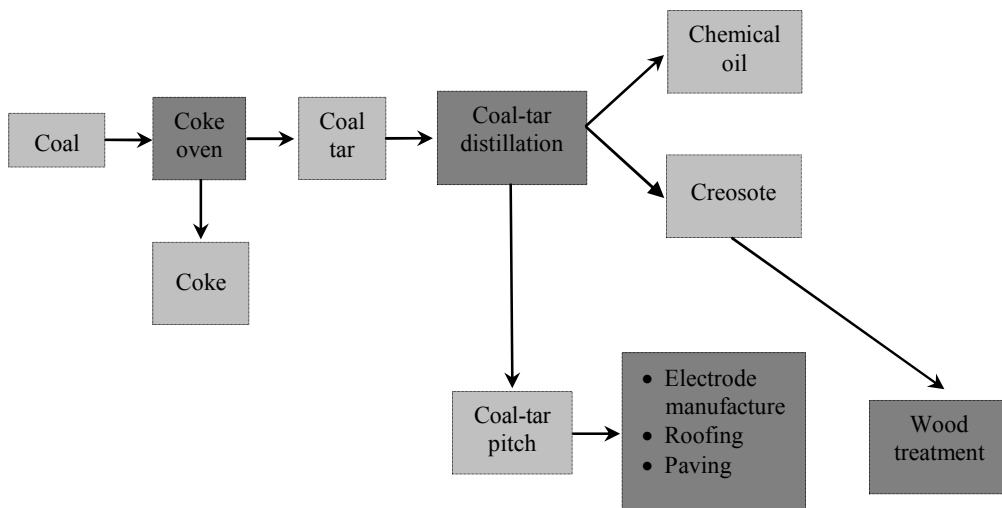 Coal
Coke
oven
Coke
Coal
tar
Coal-tar
distillation
Chemical
oil
Creosote
Coal-tar
pitch
• Electrode
manufacture
• Roofing
• Paving
Wood
treatment